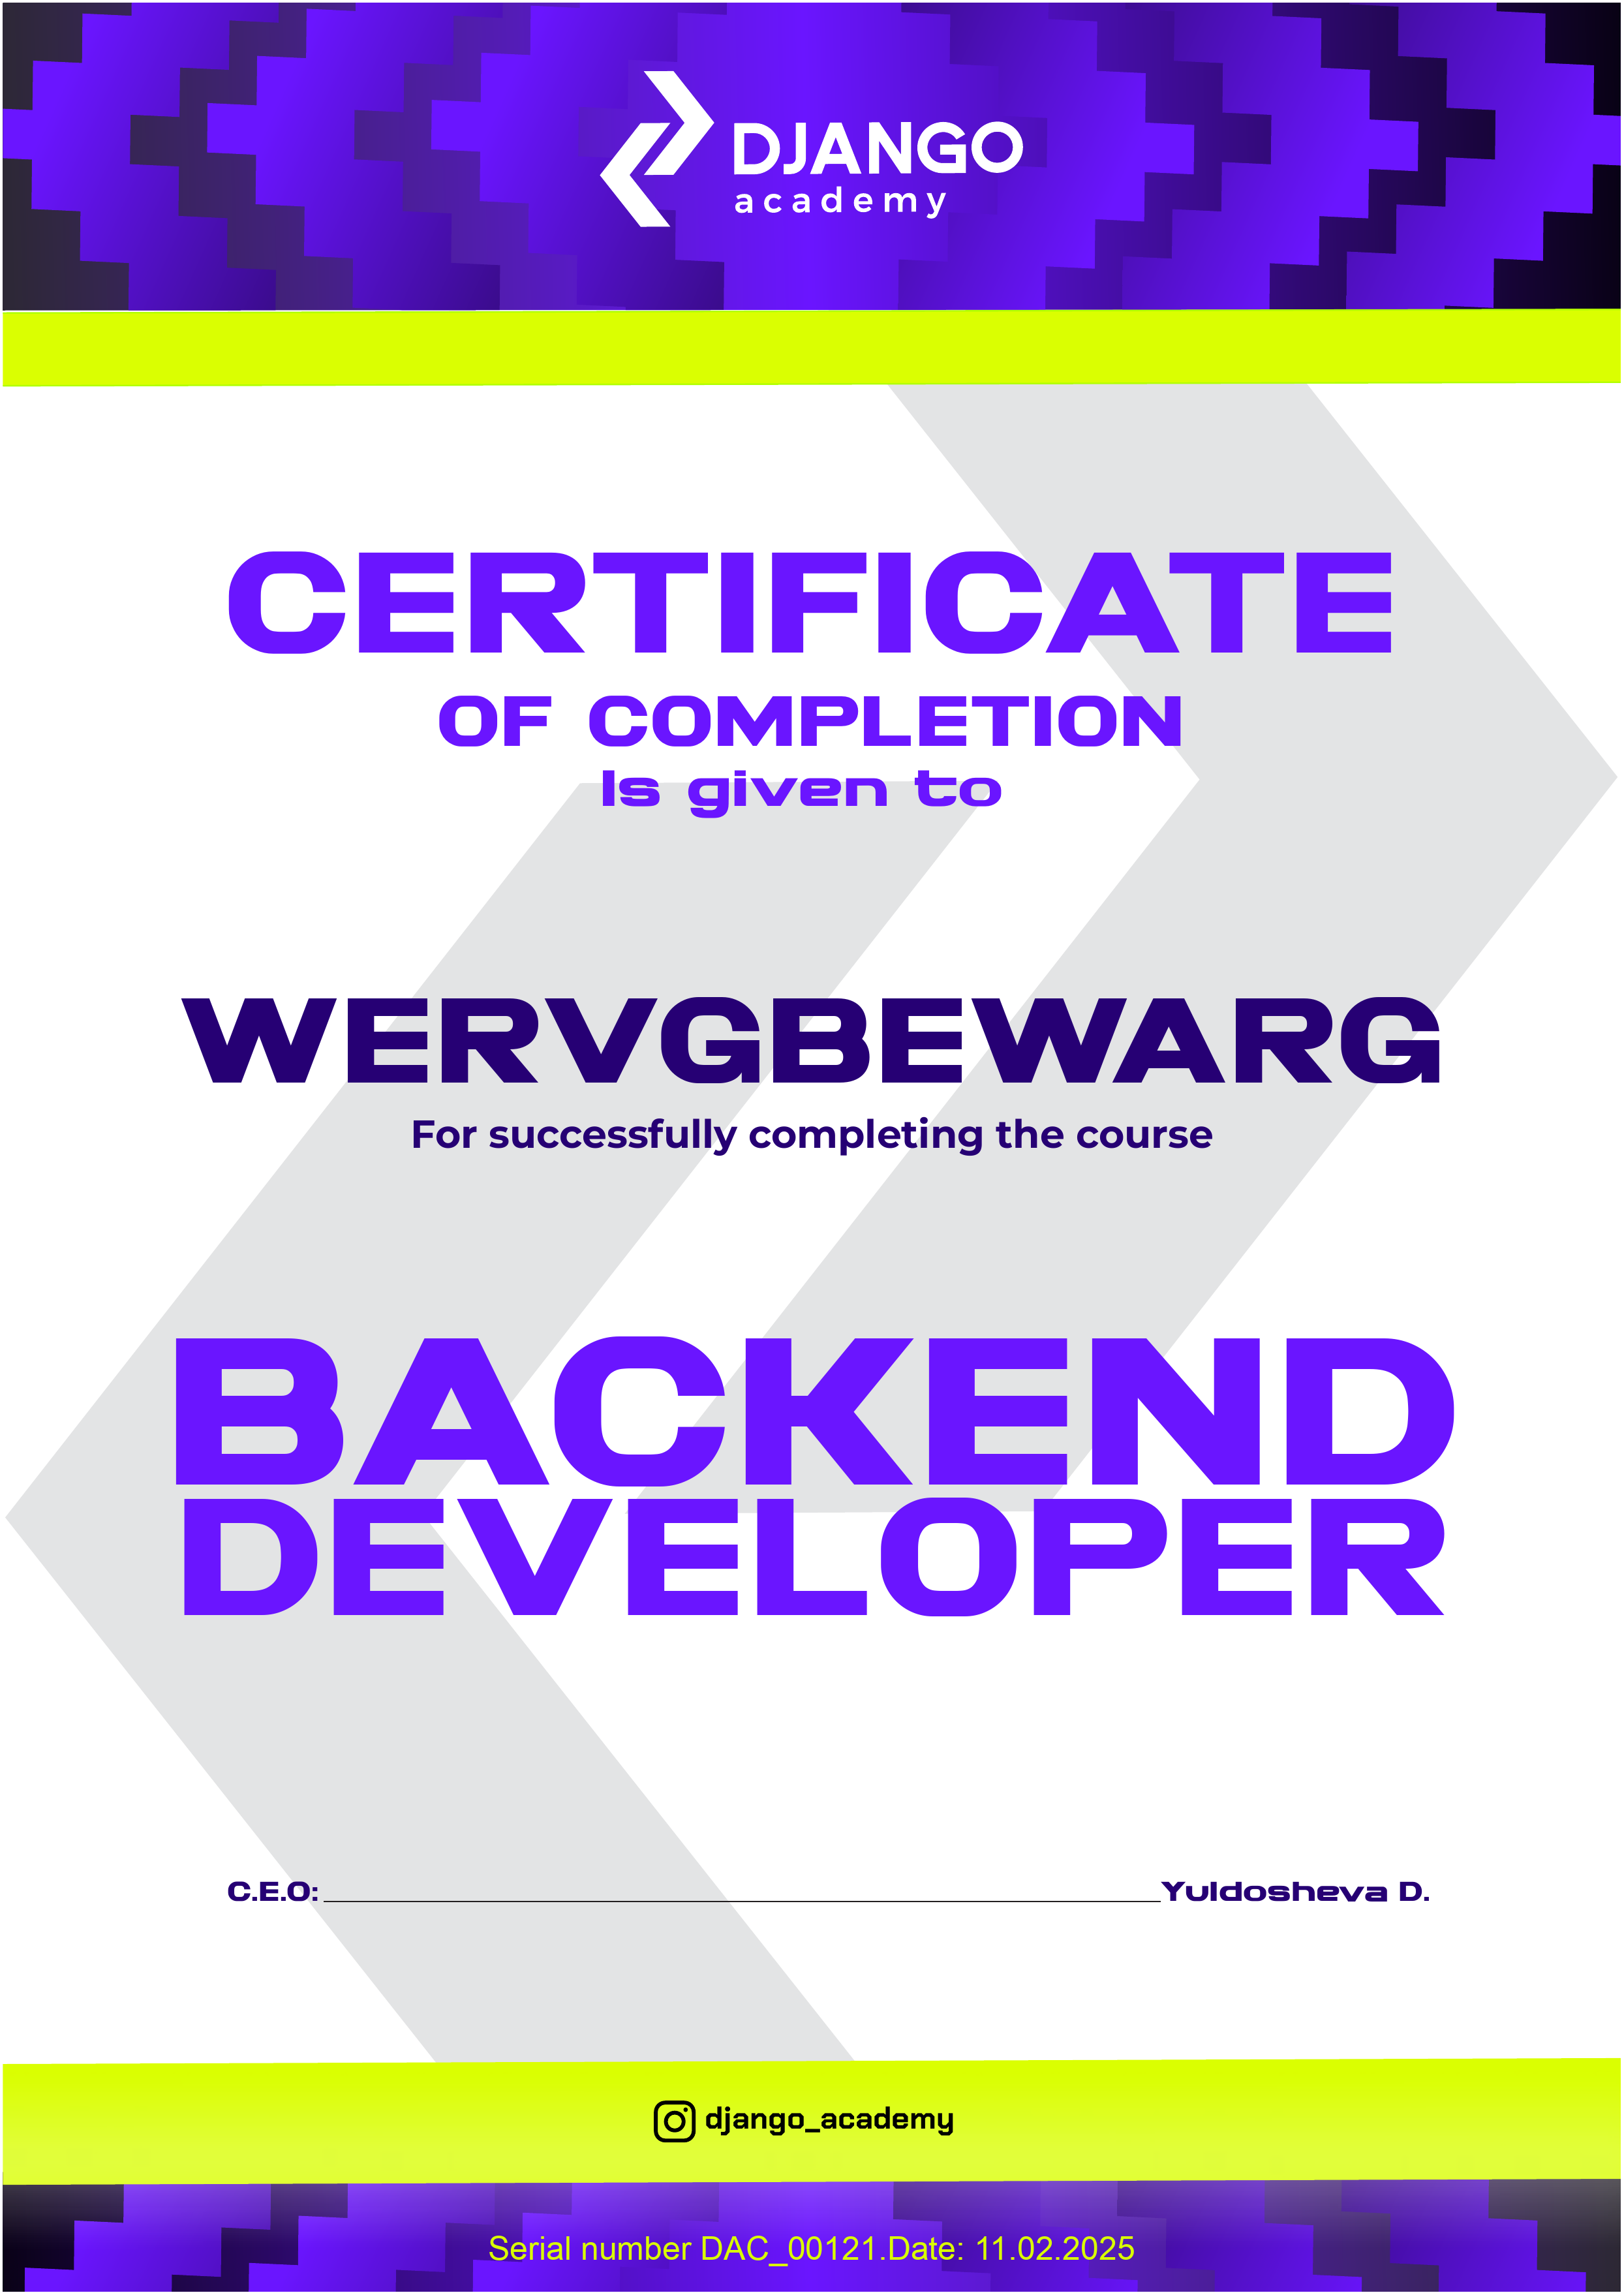 DJANGO
academy
CERTIFICATE
OF COMPLETION
Is given to
WERVGBEWARG
For successfully completing the course
BACKEND
DEVELOPER
C.E.O: Yuldosheva D.
django_academy
Serial number DAC_00121.Date: 11.02.2025